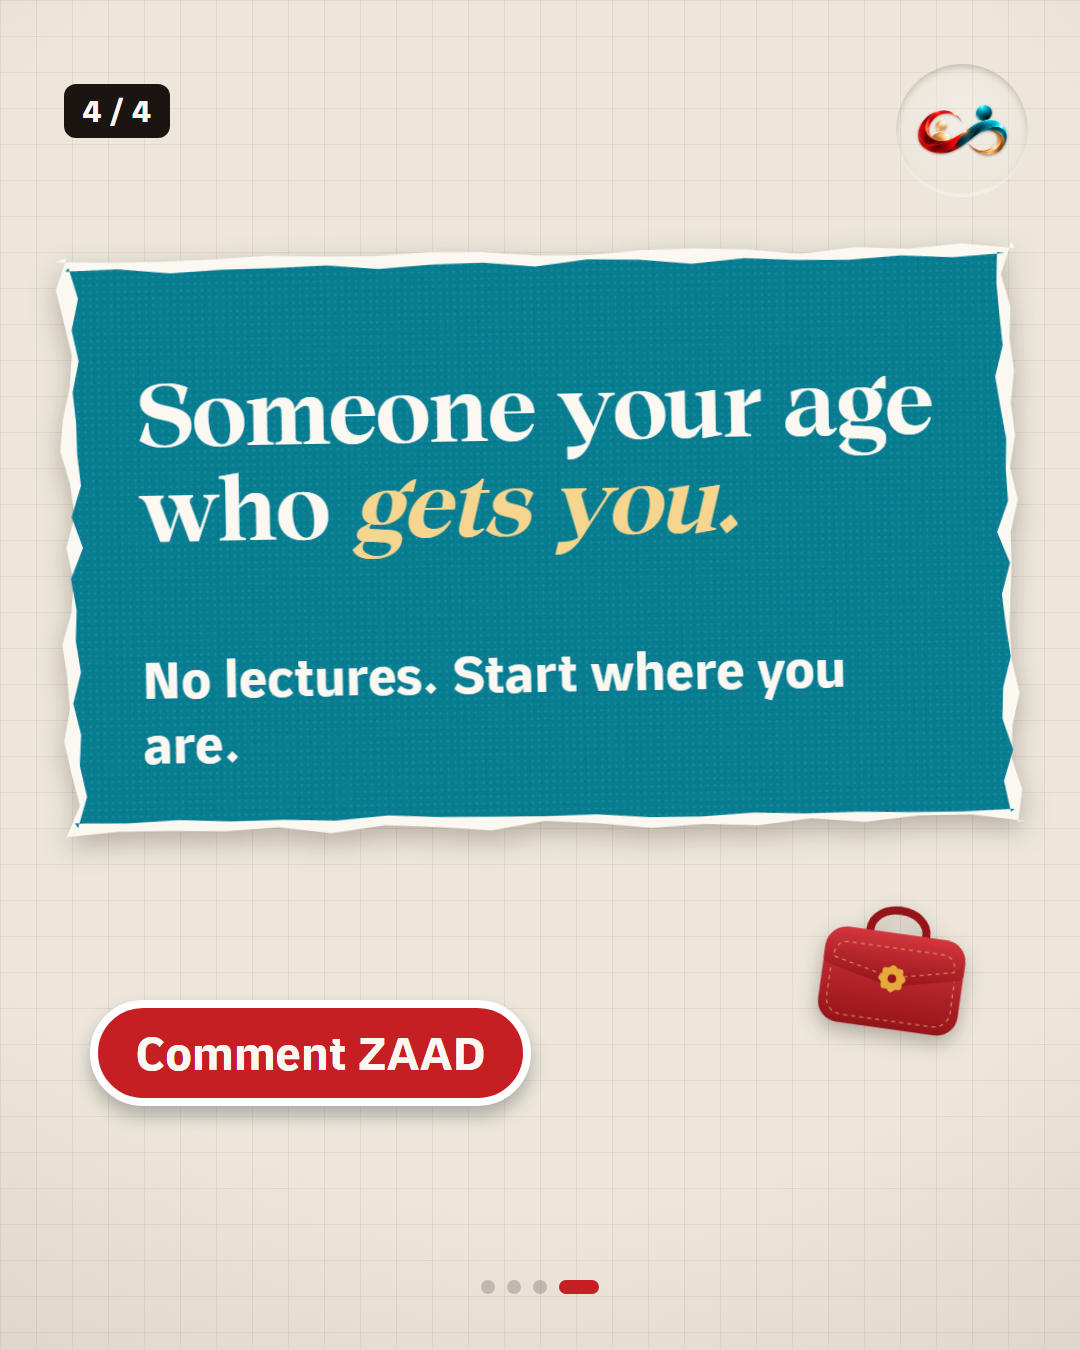 4 / 4
Someone your age
who gets you.
No lectures. Start where you
are.
Comment ZAAD